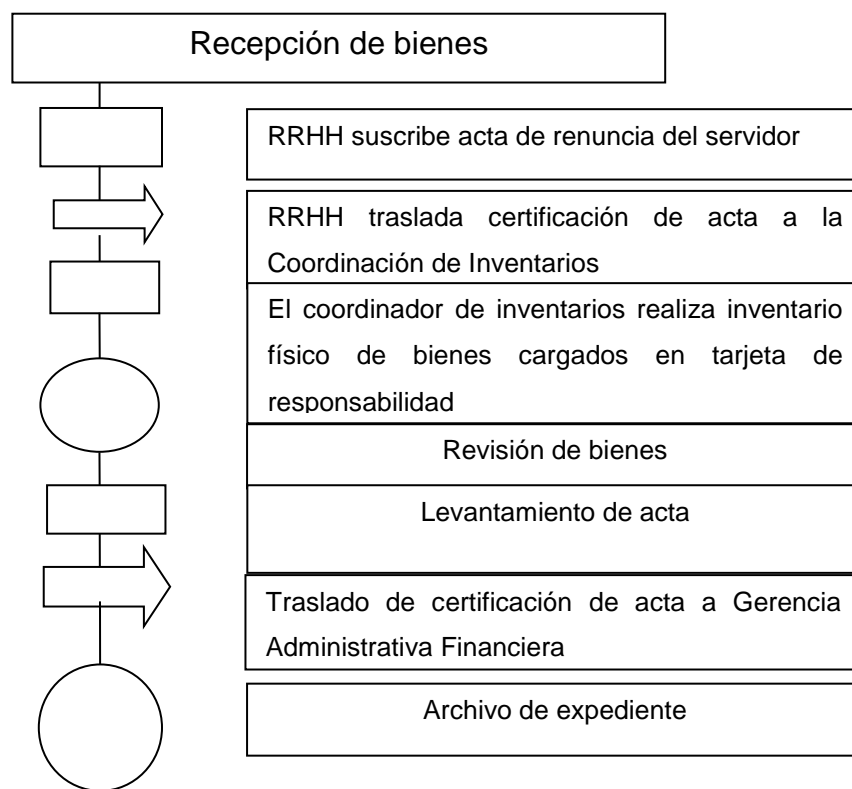 Recepción de bienes
RRHH suscribe acta de renuncia del servidor
RRHH traslada certificación de acta a la
Coordinación de Inventarios
El coordinador de inventarios realiza inventario
físico de bienes cargados en tarjeta de
responsabilidad
Revisión de bienes
Levantamiento de acta
Traslado de certificación de acta a Gerencia
Administrativa Financiera
Archivo de expediente